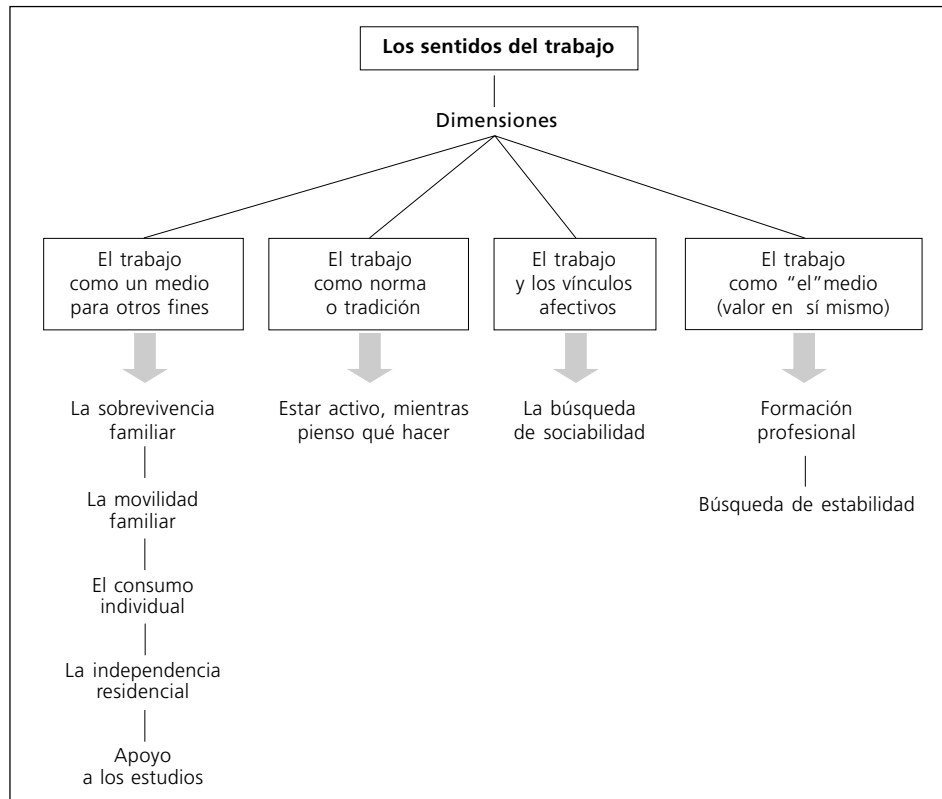 Los sentidos del trabajo
Dimensiones
El trabajo
como un medio
para otros fines
El trabajo
como norma
o tradición
El trabajo
y los vínculos
afectivos
El trabajo
como “el”medio
(valor en sí mismo)
La sobrevivencia
familiar
La movilidad
familiar
El consumo
individual
La independencia
residencial
Apoyo
a los estudios
Estar activo, mientras
pienso qué hacer
La búsqueda
de sociabilidad
Formación
profesional
Búsqueda de estabilidad